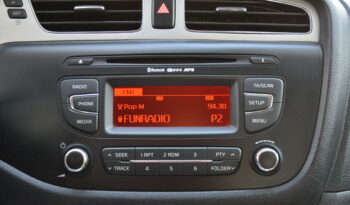 Bluetooth MP3
RADIO
TA/SCAN
FM1
PHONE
SETUP
Pop M 94.30
MEDIA
FUNRADIO P2
MENU
SEEK 1 RPT 2 RDM 3 PTY
TRACK 4 5 6 FOLDER